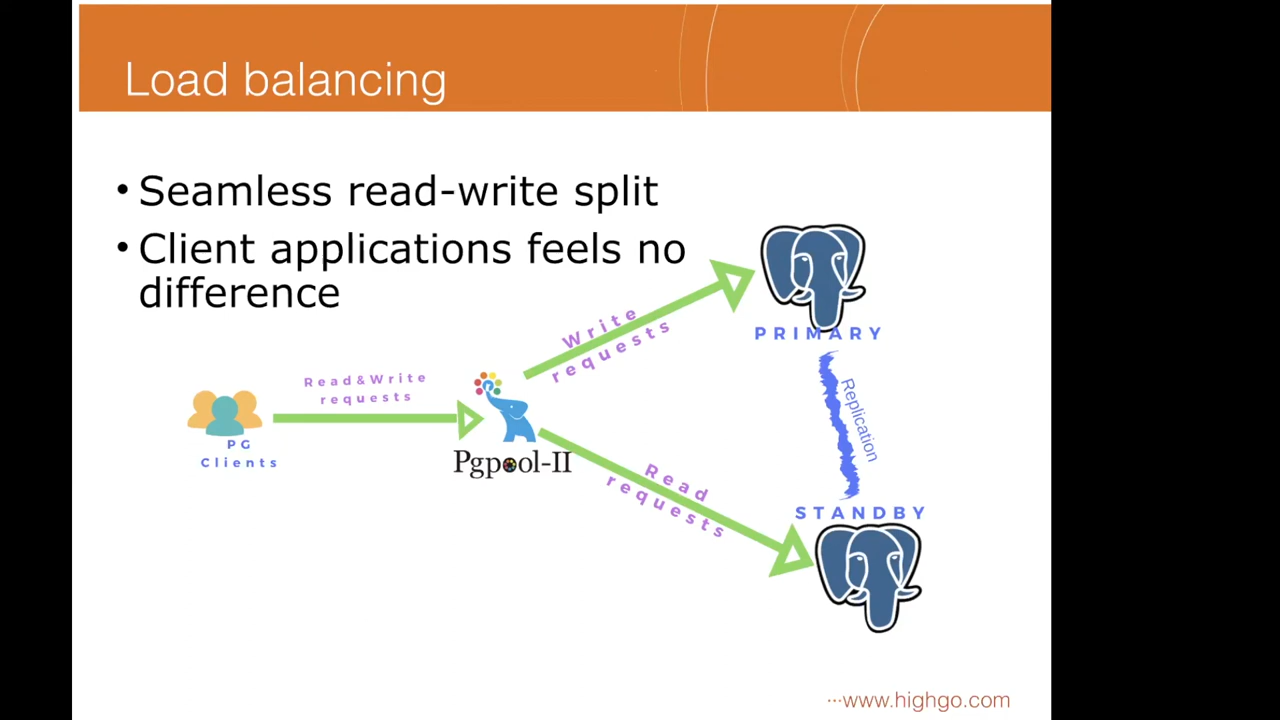 Load balancing
• Seamless read-write split
• Client applications feels no
difference
Write
requests
PRIMARY
Read&Write
requests
Replication
PG
Clients
Pgpool-II
Read
requests
STANDBY
···www.highgo.com